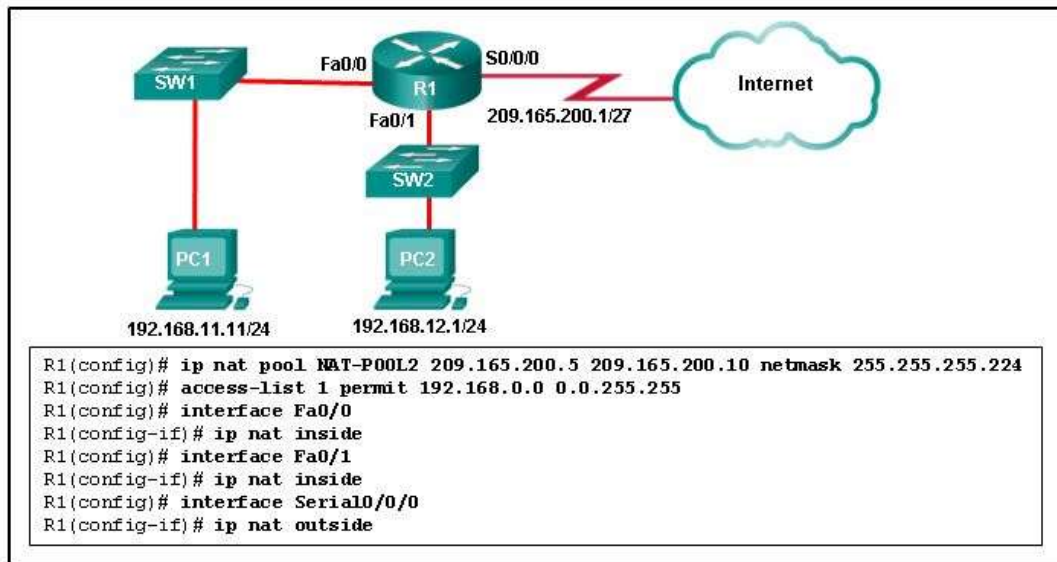 SW1
Fa0/0
R1
S0/0/0
Internet
209.165.200.1/27
Fa0/1
SW2
PC1
PC2
192.168.11.11/24
192.168.12.1/24
R1(config)# ip nat pool NAT-POOL2 209.165.200.5 209.165.200.10 netmask 255.255.255.224
R1(config)# access-list 1 permit 192.168.0.0 0.0.255.255
R1(config)# interface Fa0/0
R1(config-if)# ip nat inside
R1(config)# interface Fa0/1
R1(config-if)# ip nat inside
R1(config)# interface Serial0/0/0
R1(config-if)# ip nat outside